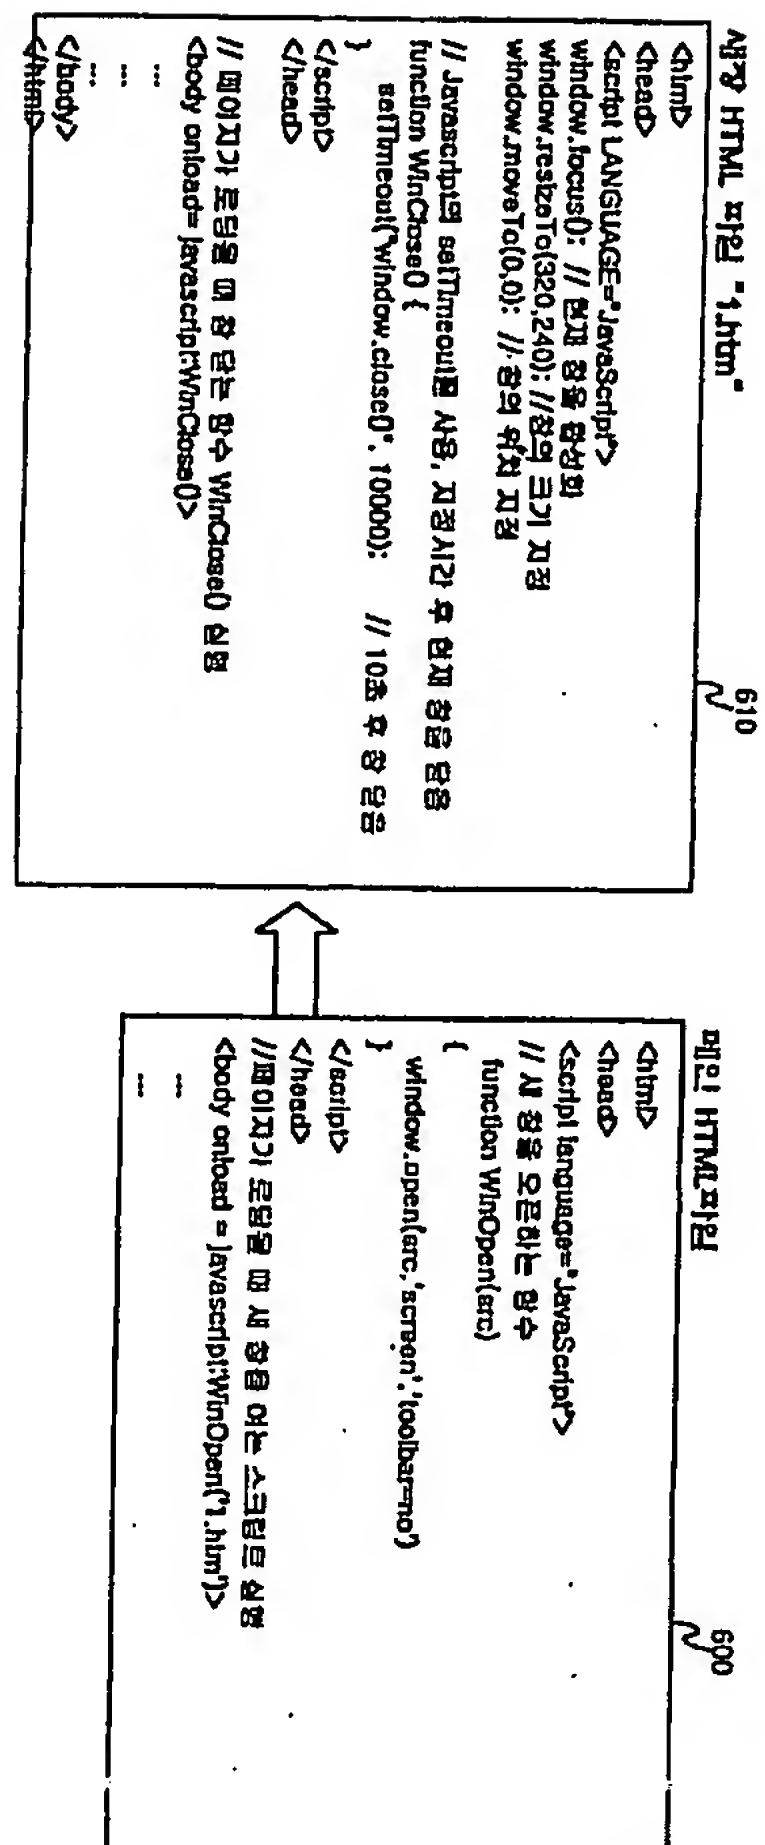 새창 HTML 파일 "1.htm"
610
<html>
<head>
<script LANGUAGE="JavaScript">
window.focus(); // 현재 창을 활성화
window.resizeTo(320,240); //창의 크기 지정
window.moveTo(0,0); // 창의 위치 지정
// Javascript의 setTimeout를 사용, 지정시간 후 현재 창을 닫음
function WinClose() {
setTimeout("window.close()", 10000); // 10초 후 창 닫음
}
</script>
</head>
// 페이지가 로딩될 때 창 닫는 함수 WinClose() 실행
<body onload= javascript:WinClose()>
...
...
...
</body>
</html>
메인 HTML파일
600
<html>
<head>
<script language="JavaScript">
// 새 창을 오픈하는 함수
function WinOpen(src)
{
window.open(src,'screen','toolbar=no')
}
</script>
</head>
//페이지가 로딩될 때 새 창을 여는 스크립트 실행
<body onload = javascript:WinOpen('1.htm')>
...
...